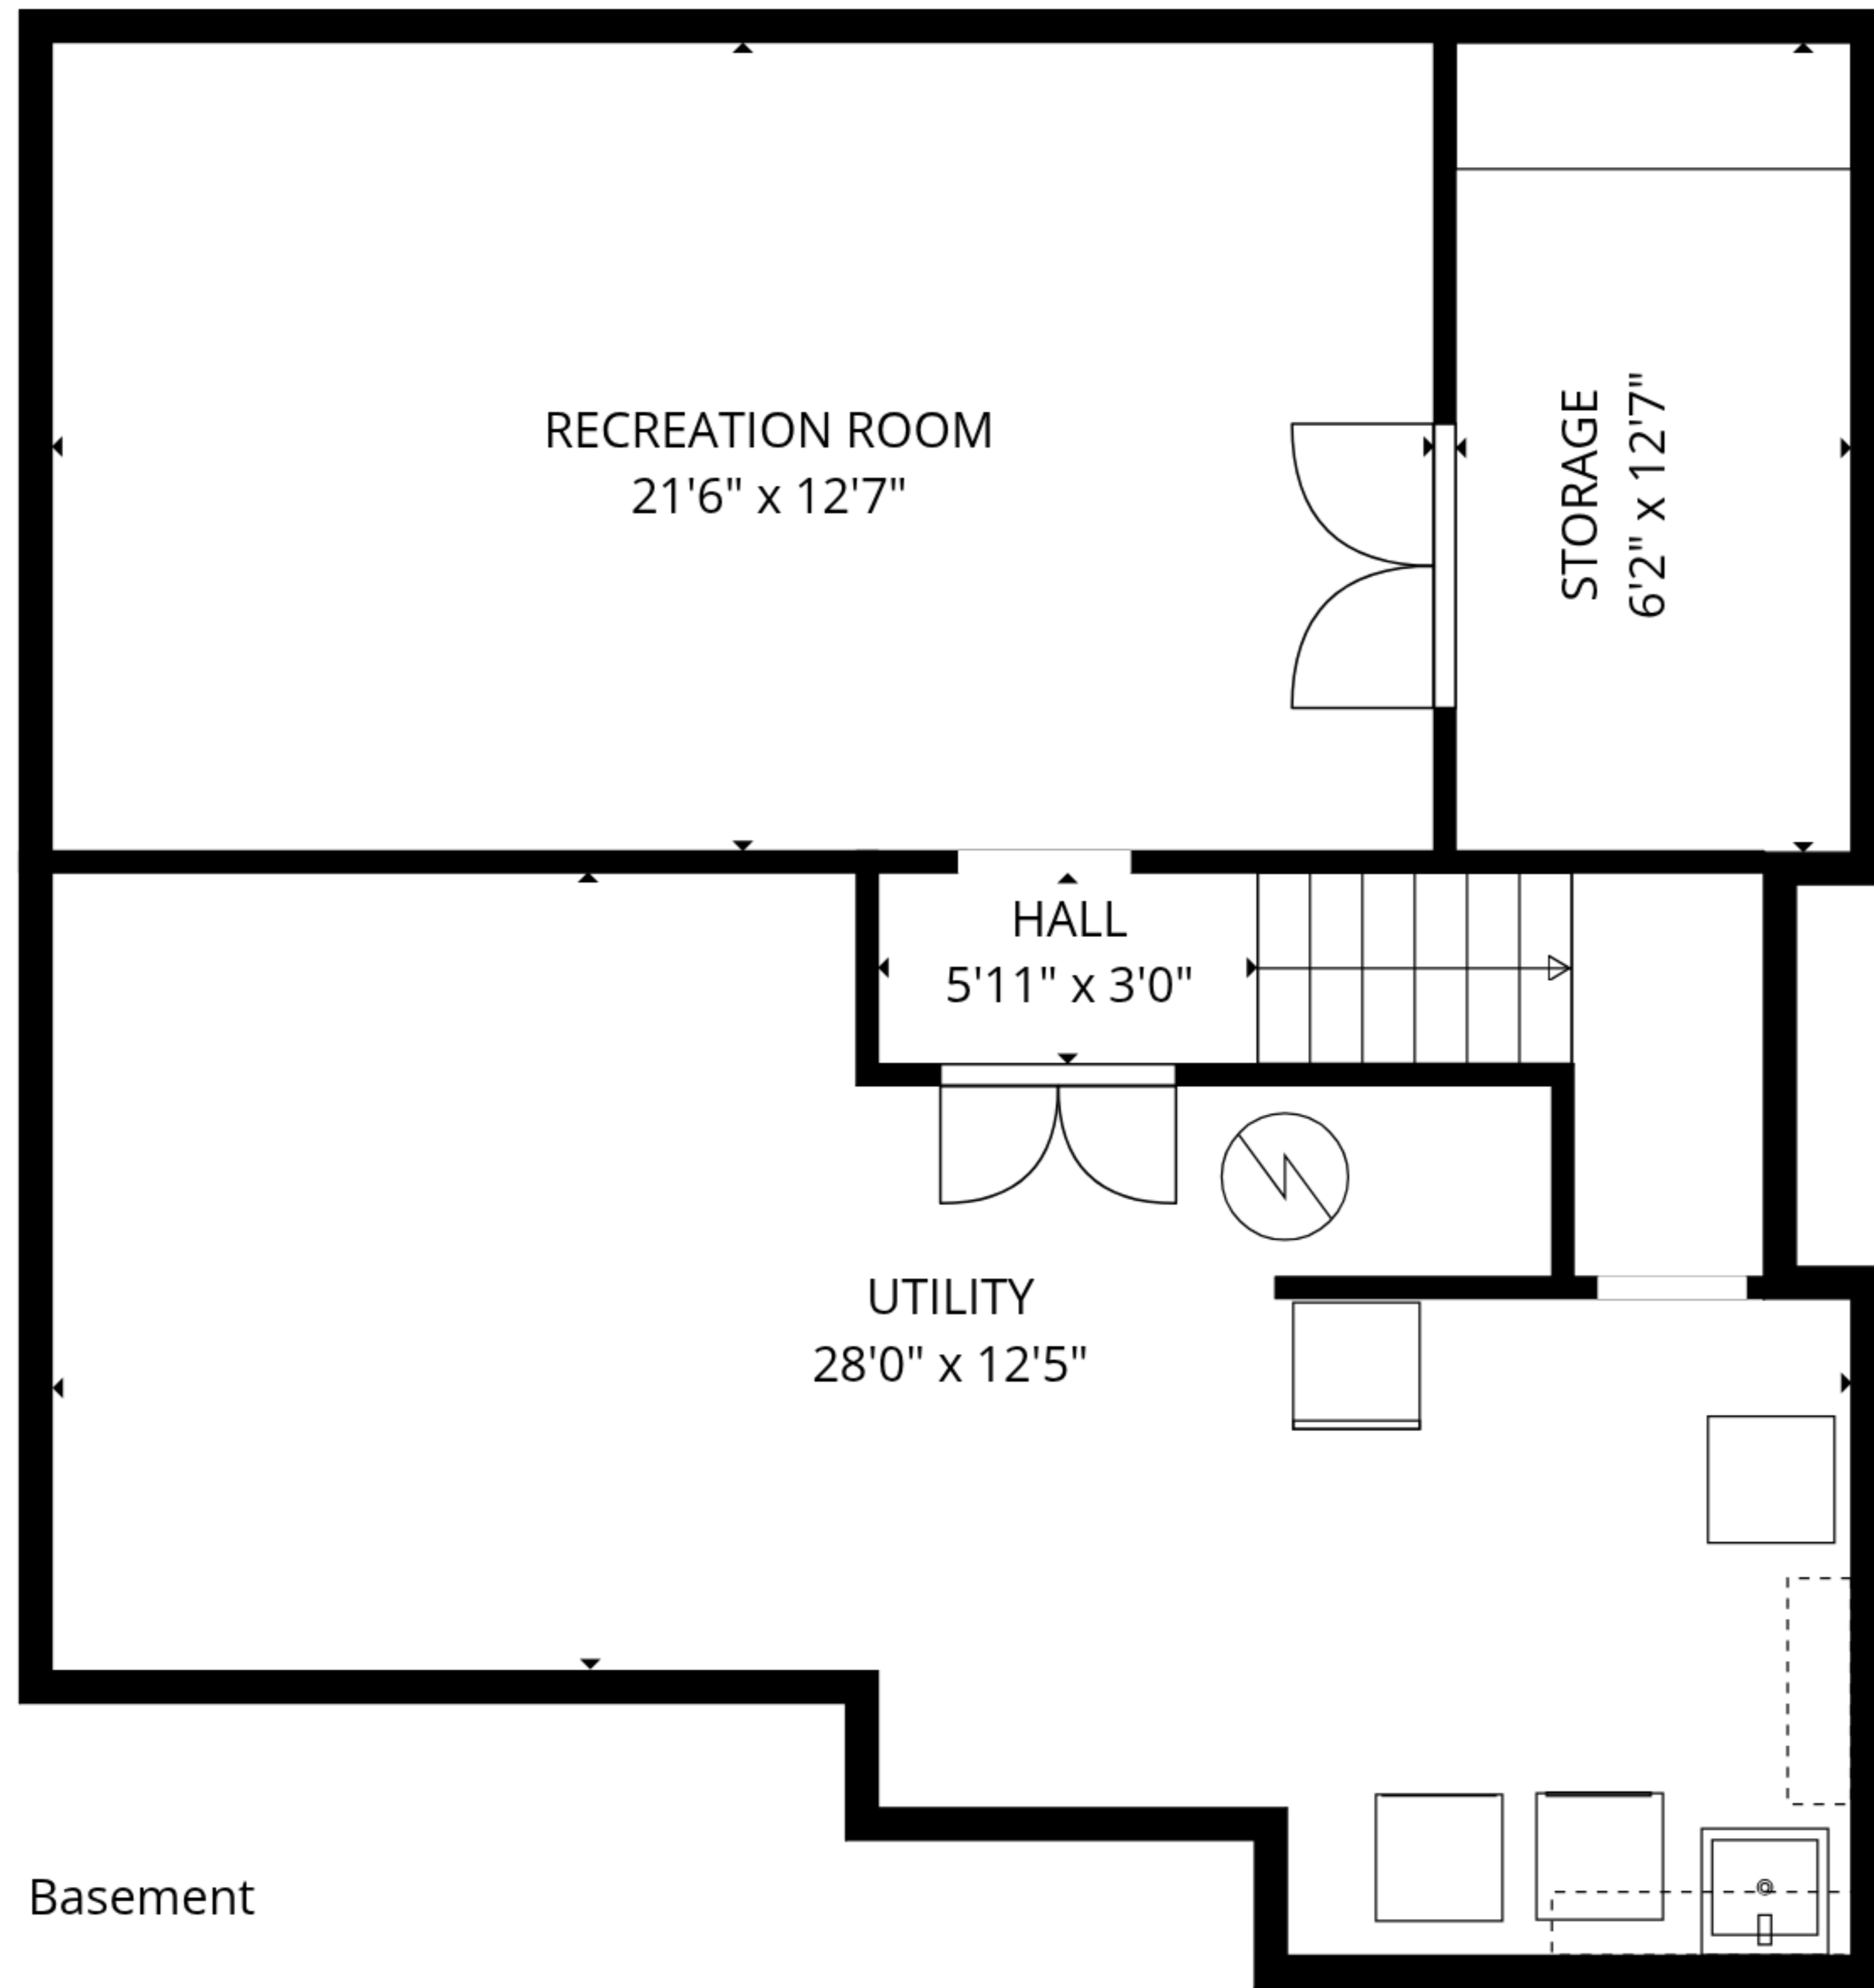 RECREATION ROOM
21'6" x 12'7"
STORAGE
6'2" x 12'7"
HALL
5'11" x 3'0"
UTILITY
28'0" x 12'5"
Basement